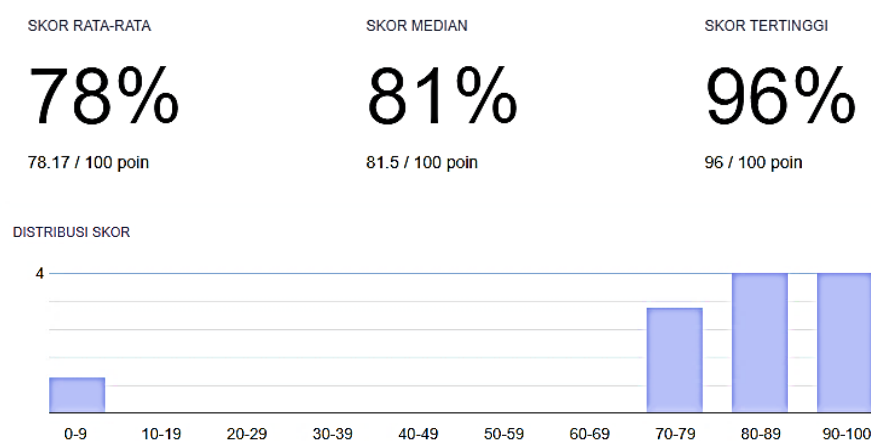 SKOR RATA-RATA
78%
78.17 / 100 poin
SKOR MEDIAN
81%
81.5 / 100 poin
SKOR TERTINGGI
96%
96 / 100 poin
DISTRIBUSI SKOR
4
0-9 10-19 20-29 30-39 40-49 50-59 60-69 70-79 80-89 90-100